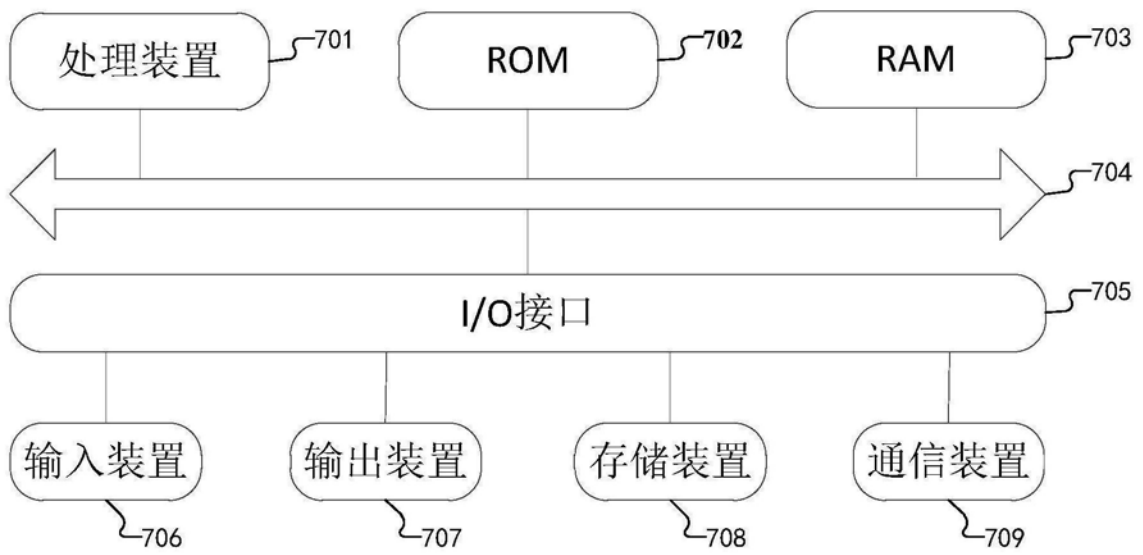 处理装置
701
ROM
702
RAM
703
704
I/O接口
705
输入装置
706
输出装置
707
存储装置
708
通信装置
709